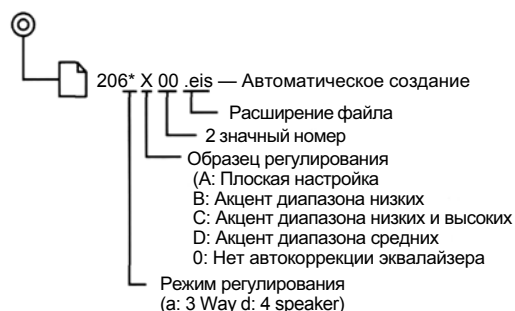 206* X 00 .eis — Автоматическое создание
Расширение файла
2 значный номер
Образец регулирования
(A: Плоская настройка
B: Акцент диапазона низких
C: Акцент диапазона низких и высоких
D: Акцент диапазона средних
0: Нет автокоррекции эквалайзера
Режим регулирования
(a: 3 Way d: 4 speaker)